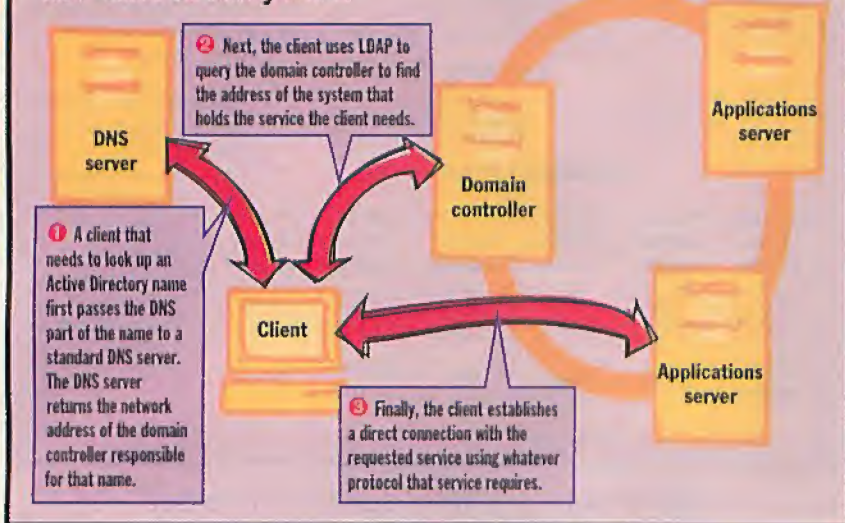 DNS
server
❷ Next, the client uses LDAP to
query the domain controller to find
the address of the system that
holds the service the client needs.
Applications
server
Domain
controller
❶ A client that
needs to look up an
Active Directory name
first passes the DNS
part of the name to a
standard DNS server.
The DNS server
returns the network
address of the domain
controller responsible
for that name.
Client
❸ Finally, the client establishes
a direct connection with the
requested service using whatever
protocol that service requires.
Applications
server